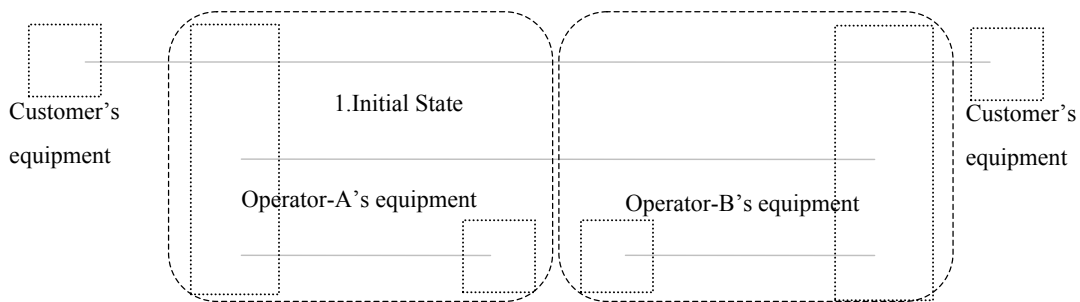 1.Initial State
Customer’s
equipment
Customer’s
equipment
Operator-A’s equipment
Operator-B’s equipment